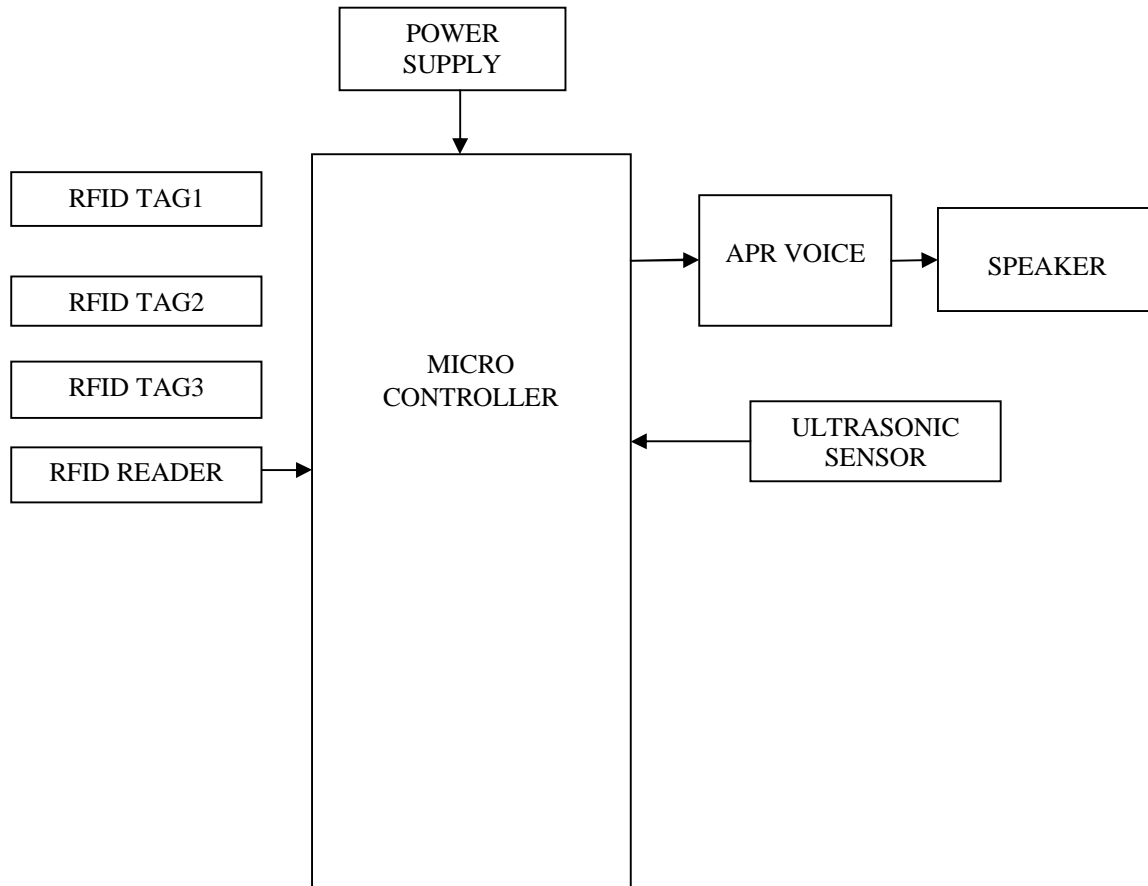 POWER
SUPPLY
RFID TAG1
RFID TAG2
RFID TAG3
RFID READER
MICRO
CONTROLLER
APR VOICE
SPEAKER
ULTRASONIC
SENSOR